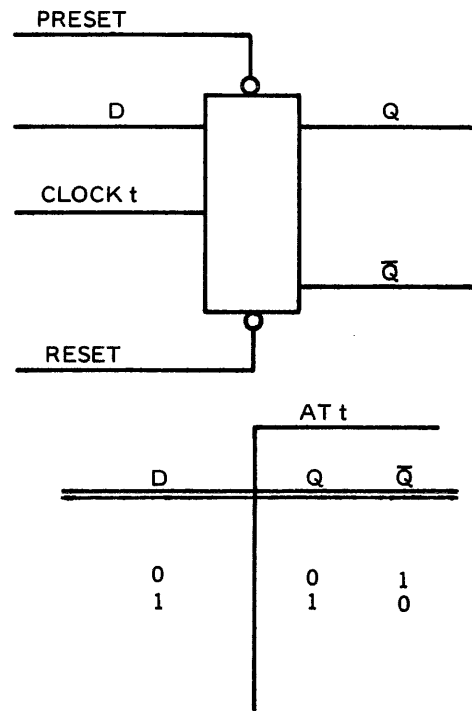 PRESET
D Q
CLOCK t
Q̅
RESET
AT t
D Q Q̅
0 0 1
1 1 0